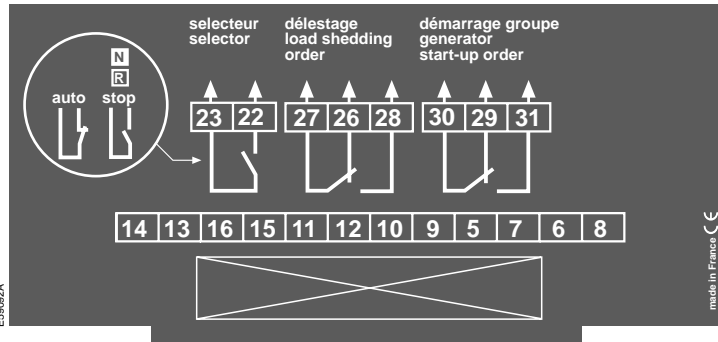 selecteur
selector
délestage
load shedding
order
démarrage groupe
generator
start-up order
N
R
auto stop
23 22 27 26 28 30 29 31
14 13 16 15 11 12 10 9 5 7 6 8
made in France CE